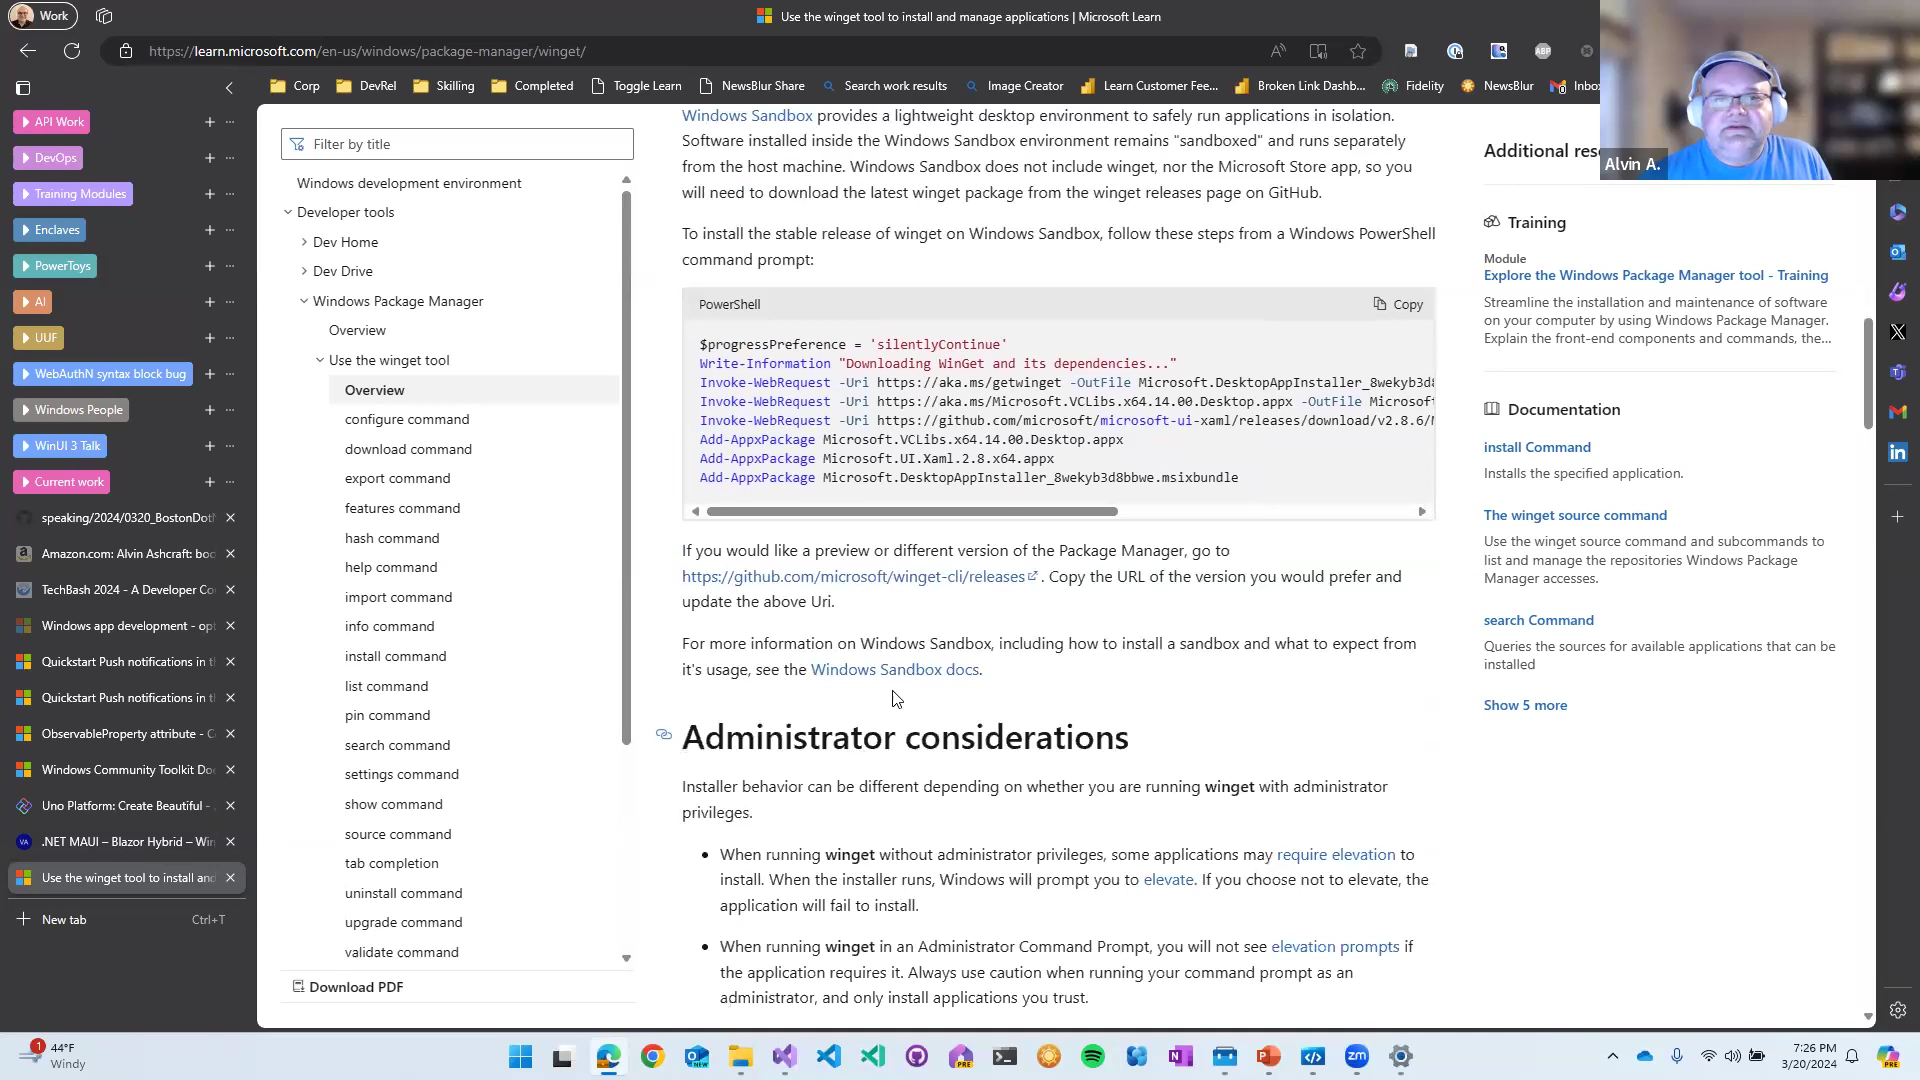 Work
Use the winget tool to install and manage applications | Microsoft Learn
https://learn.microsoft.com/en-us/windows/package-manager/winget/
Corp
DevRel
Skilling
Completed
Toggle Learn
NewsBlur Share
Search work results
Image Creator
Learn Customer Fee...
Broken Link Dashb...
Fidelity
NewsBlur
Alvin A.
API Work
DevOps
Training Modules
Enclaves
PowerToys
AI
UUF
WebAuthN syntax block bug
Windows People
WinUI 3 Talk
Current work
speaking/2024/0320_BostonDotN
Amazon.com: Alvin Ashcraft: boo
TechBash 2024 - A Developer Co
Windows app development - opt
Quickstart Push notifications in t
Quickstart Push notifications in t
ObservableProperty attribute - C
Windows Community Toolkit Do
Uno Platform: Create Beautiful -
.NET MAUI – Blazor Hybrid – Win
Use the winget tool to install and
New tab Ctrl+T
Filter by title
Windows development environment
Developer tools
Dev Home
Dev Drive
Windows Package Manager
Overview
Use the winget tool
Overview
configure command
download command
export command
features command
hash command
help command
import command
info command
install command
list command
pin command
search command
settings command
show command
source command
tab completion
uninstall command
upgrade command
validate command
Download PDF
Windows Sandbox provides a lightweight desktop environment to safely run applications in isolation.
Software installed inside the Windows Sandbox environment remains "sandboxed" and runs separately
from the host machine. Windows Sandbox does not include winget, nor the Microsoft Store app, so you
will need to download the latest winget package from the winget releases page on GitHub.
To install the stable release of winget on Windows Sandbox, follow these steps from a Windows PowerShell
command prompt:
PowerShell
Copy
$progressPreference = 'silentlyContinue'
Write-Information "Downloading WinGet and its dependencies..."
Invoke-WebRequest -Uri https://aka.ms/getwinget -OutFile Microsoft.DesktopAppInstaller_8wekyb3d8
Invoke-WebRequest -Uri https://aka.ms/Microsoft.VCLibs.x64.14.00.Desktop.appx -OutFile Microsoft
Invoke-WebRequest -Uri https://github.com/microsoft/microsoft-ui-xaml/releases/download/v2.8.6/M
Add-AppxPackage Microsoft.VCLibs.x64.14.00.Desktop.appx
Add-AppxPackage Microsoft.UI.Xaml.2.8.x64.appx
Add-AppxPackage Microsoft.DesktopAppInstaller_8wekyb3d8bbwe.msixbundle
If you would like a preview or different version of the Package Manager, go to
https://github.com/microsoft/winget-cli/releases . Copy the URL of the version you would prefer and
update the above Uri.
For more information on Windows Sandbox, including how to install a sandbox and what to expect from
it's usage, see the Windows Sandbox docs.
Administrator considerations
Installer behavior can be different depending on whether you are running winget with administrator
privileges.
• When running winget without administrator privileges, some applications may require elevation to
install. When the installer runs, Windows will prompt you to elevate. If you choose not to elevate, the
application will fail to install.
• When running winget in an Administrator Command Prompt, you will not see elevation prompts if
the application requires it. Always use caution when running your command prompt as an
administrator, and only install applications you trust.
Additional res
Training
Module
Explore the Windows Package Manager tool - Training
Streamline the installation and maintenance of software
on your computer by using Windows Package Manager.
Explain the front-end components and commands, the...
Documentation
install Command
Installs the specified application.
The winget source command
Use the winget source command and subcommands to
list and manage the repositories Windows Package
Manager accesses.
search Command
Queries the sources for available applications that can be
installed
Show 5 more
1
44°F
Windy
7:26 PM
3/20/2024